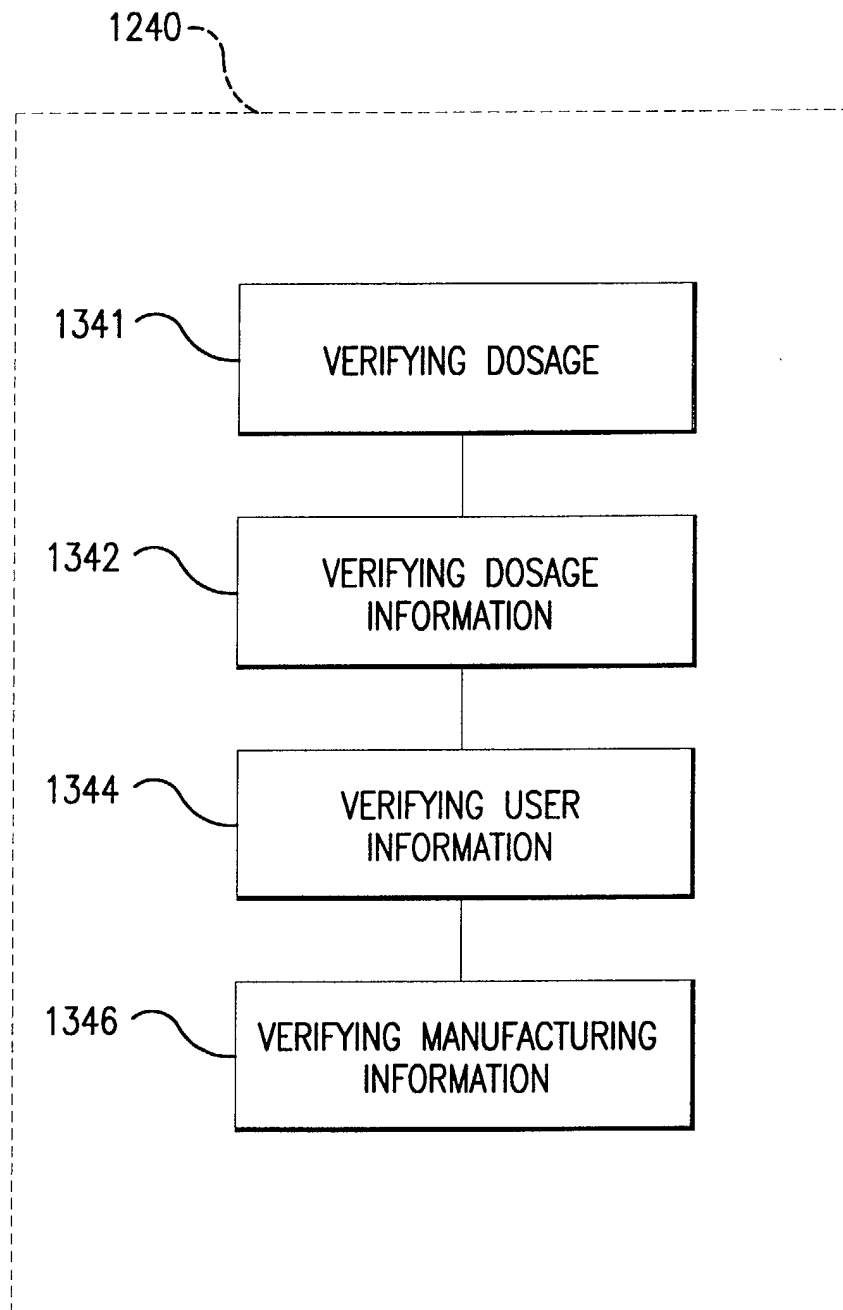 1240
1341
VERIFYING DOSAGE
1342
VERIFYING DOSAGE
INFORMATION
1344
VERIFYING USER
INFORMATION
1346
VERIFYING MANUFACTURING
INFORMATION